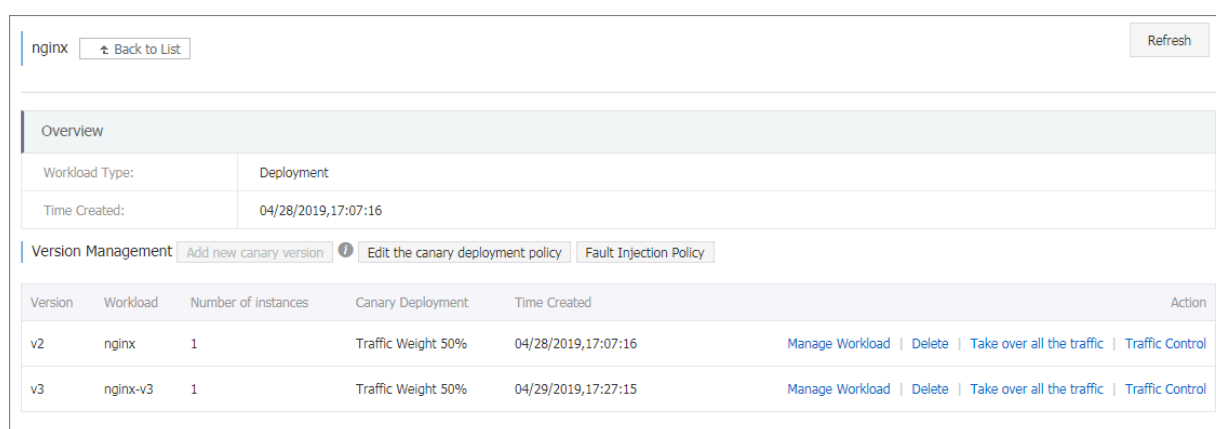 nginx Back to List Refresh
Overview
Workload Type: Deployment
Time Created: 04/28/2019,17:07:16
Version Management Add new canary version i Edit the canary deployment policy Fault Injection Policy
Version Workload Number of instances Canary Deployment Time Created Action
v2 nginx 1 Traffic Weight 50% 04/28/2019,17:07:16 Manage Workload | Delete | Take over all the traffic | Traffic Control
v3 nginx-v3 1 Traffic Weight 50% 04/29/2019,17:27:15 Manage Workload | Delete | Take over all the traffic | Traffic Control